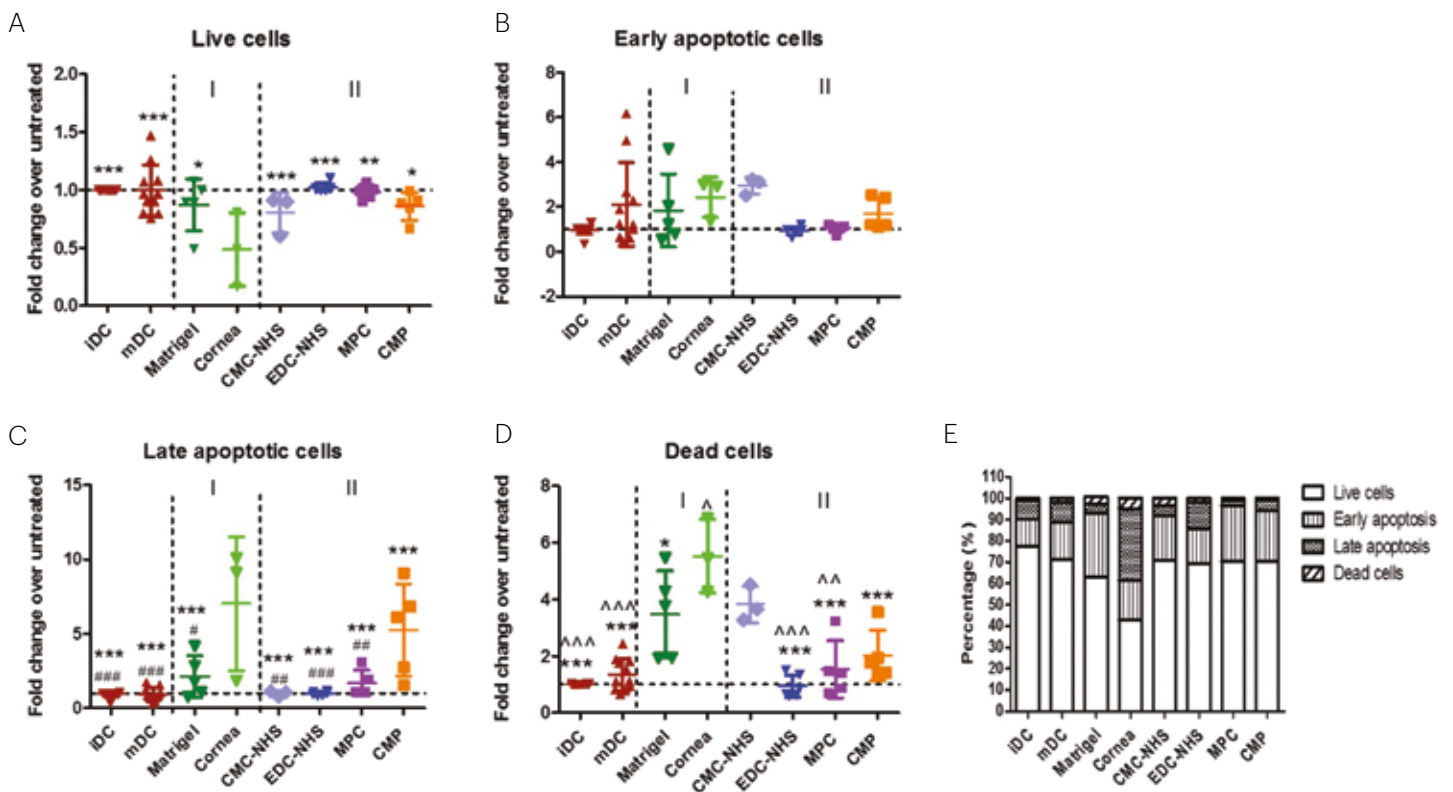 A
Live cells
Fold change over untreated
2.0
1.5
1.0
0.5
0.0
I
II
***
***
*
***
***
**
*
iDC
mDC
Matrigel
Cornea
CMC-NHS
EDC-NHS
MPC
CMP
B
Early apoptotic cells
Fold change over untreated
8
6
4
2
0
-2
I
II
iDC
mDC
Matrigel
Cornea
CMC-NHS
EDC-NHS
MPC
CMP
C
Late apoptotic cells
Fold change over untreated
15
10
5
0
I
II
***
###
***
###
***
#
***
##
***
###
***
##
***
iDC
mDC
Matrigel
Cornea
CMC-NHS
EDC-NHS
MPC
CMP
D
Dead cells
Fold change over untreated
8
6
4
2
0
I
II
^^^
***
^^^
***
*
^
^^^
***
^^
***
***
iDC
mDC
Matrigel
Cornea
CMC-NHS
EDC-NHS
MPC
CMP
E
Percentage (%)
110
100
90
80
70
60
50
40
30
20
10
0
iDC
mDC
Matrigel
Cornea
CMC-NHS
EDC-NHS
MPC
CMP
Live cells
Early apoptosis
Late apoptosis
Dead cells